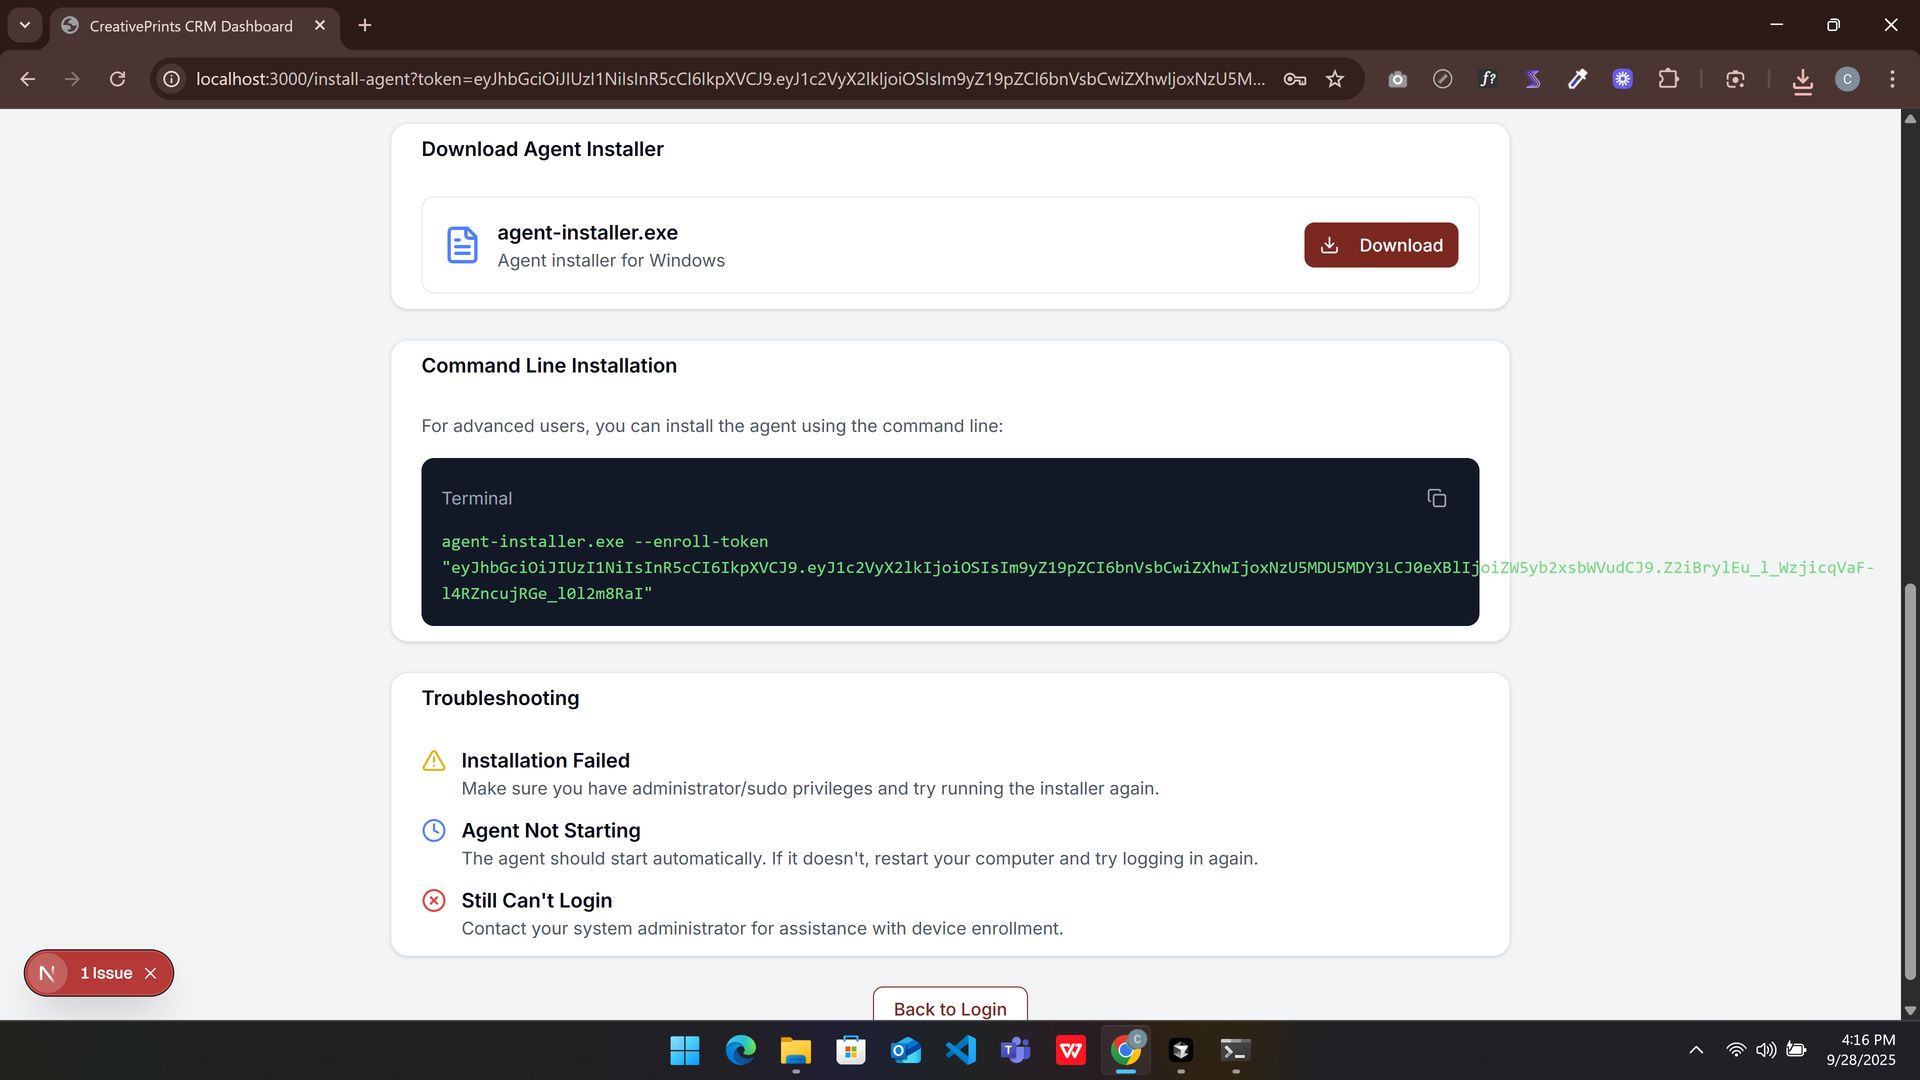 CreativePrints CRM Dashboard
localhost:3000/install-agent?token=eyJhbGciOiJIUzI1NiIsInR5cCI6IkpXVCJ9.eyJ1c2VyX2lkIjoiOSIsIm9yZ19pZCI6bnVsbCwiZXhwIjoxNzU5M...
f?
C
Download Agent Installer
agent-installer.exe
Agent installer for Windows
Download
Command Line Installation
For advanced users, you can install the agent using the command line:
Terminal
agent-installer.exe --enroll-token
"eyJhbGciOiJIUzI1NiIsInR5cCI6IkpXVCJ9.eyJ1c2VyX2lkIjoiOSIsIm9yZ19pZCI6bnVsbCwiZXhwIjoxNzU5MDU5MDY3LCJ0eXBlIjoiZW5yb2xsbWVudCJ9.Z2iBrylEu_l_WzjicqVaF-
l4RZncujRGe_l0l2m8RaI"
Troubleshooting
Installation Failed
Make sure you have administrator/sudo privileges and try running the installer again.
Agent Not Starting
The agent should start automatically. If it doesn't, restart your computer and try logging in again.
Still Can't Login
Contact your system administrator for assistance with device enrollment.
N 1 Issue
Back to Login
4:16 PM
9/28/2025